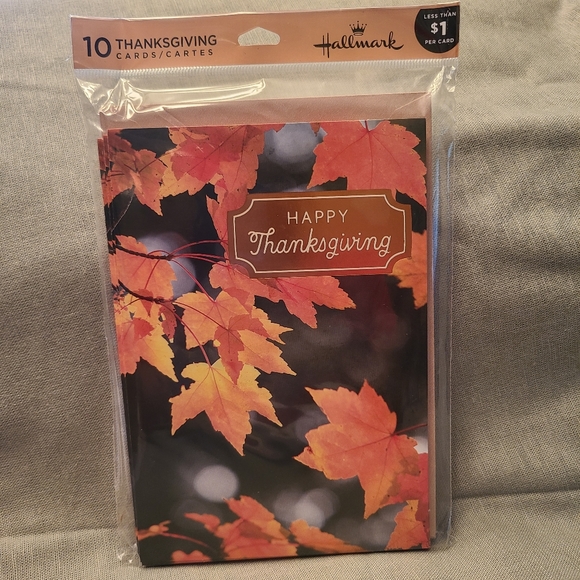 10 THANKSGIVING
CARDS/CARTES
Hallmark
LESS THAN
$1
PER CARD
HAPPY
Thanksgiving